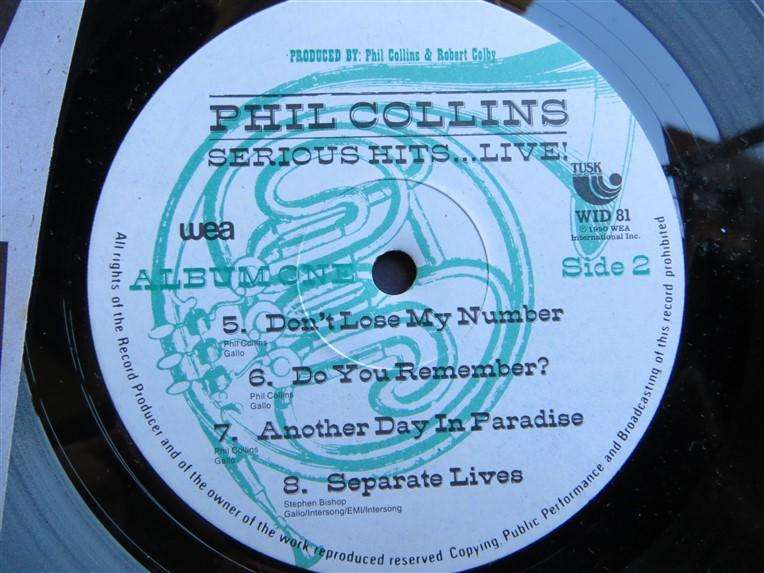 PRODUCED BY: Phil Collins & Robert Colby
PHIL COLLINS
SERIOUS HITS...LIVE!
TUSK
wea
WID 81
℗ 1990 WEA
International Inc.
ALBUM ONE
Side 2
5. Don't Lose My Number
Phil Collins
Gallo
6. Do You Remember?
Phil Collins
Gallo
7. Another Day In Paradise
Phil Collins
Gallo
8. Separate Lives
Stephen Bishop
Gallo/Intersong/EMI/Intersong
All rights of the Record Producer and of the owner of the work reproduced reserved Copying, Public Performance and Broadcasting of this record prohibited